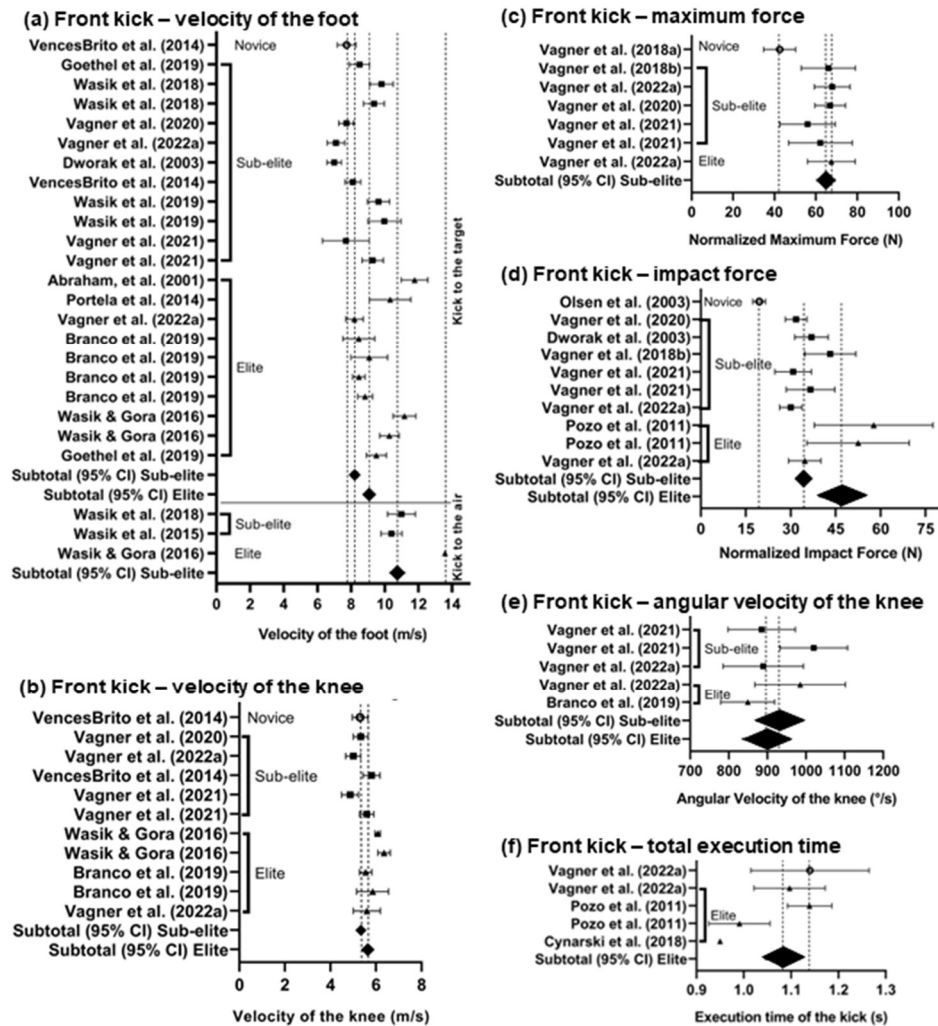 (a) Front kick – velocity of the foot
VencesBrito et al. (2014)
Novice
Goethel et al. (2019)
Wasik et al. (2018)
Wasik et al. (2018)
Vagner et al. (2020)
Vagner et al. (2022a)
Dworak et al. (2003)
Sub-elite
VencesBrito et al. (2014)
Wasik et al. (2019)
Wasik et al. (2019)
Vagner et al. (2021)
Vagner et al. (2021)
Abraham, et al. (2001)
Portela et al. (2014)
Vagner et al. (2022a)
Branco et al. (2019)
Branco et al. (2019)
Elite
Branco et al. (2019)
Branco et al. (2019)
Wasik & Gora (2016)
Wasik & Gora (2016)
Goethel et al. (2019)
Subtotal (95% CI) Sub-elite
Subtotal (95% CI) Elite
Kick to the target
Wasik et al. (2018)
Wasik et al. (2015)
Sub-elite
Wasik & Gora (2016)
Elite
Subtotal (95% CI) Sub-elite
Kick to the air
0 2 4 6 8 10 12 14
Velocity of the foot (m/s)
(b) Front kick – velocity of the knee
VencesBrito et al. (2014)
Novice
Vagner et al. (2020)
Vagner et al. (2022a)
VencesBrito et al. (2014)
Sub-elite
Vagner et al. (2021)
Vagner et al. (2021)
Wasik & Gora (2016)
Wasik & Gora (2016)
Branco et al. (2019)
Elite
Branco et al. (2019)
Vagner et al. (2022a)
Subtotal (95% CI) Sub-elite
Subtotal (95% CI) Elite
0 2 4 6 8
Velocity of the knee (m/s)
(c) Front kick – maximum force
Vagner et al. (2018a)
Novice
Vagner et al. (2018b)
Vagner et al. (2022a)
Vagner et al. (2020)
Sub-elite
Vagner et al. (2021)
Vagner et al. (2021)
Vagner et al. (2022a)
Elite
Subtotal (95% CI) Sub-elite
0 20 40 60 80 100
Normalized Maximum Force (N)
(d) Front kick – impact force
Olsen et al. (2003)
Novice
Vagner et al. (2020)
Dworak et al. (2003)
Vagner et al. (2018b)
Sub-elite
Vagner et al. (2021)
Vagner et al. (2021)
Vagner et al. (2022a)
Pozo et al. (2011)
Pozo et al. (2011)
Elite
Vagner et al. (2022a)
Subtotal (95% CI) Sub-elite
Subtotal (95% CI) Elite
0 15 30 45 60 75
Normalized Impact Force (N)
(e) Front kick – angular velocity of the knee
Vagner et al. (2021)
Vagner et al. (2021)
Sub-elite
Vagner et al. (2022a)
Vagner et al. (2022a)
Elite
Branco et al. (2019)
Subtotal (95% CI) Sub-elite
Subtotal (95% CI) Elite
700 800 900 1000 1100 1200
Angular Velocity of the knee (°/s)
(f) Front kick – total execution time
Vagner et al. (2022a)
Vagner et al. (2022a)
Pozo et al. (2011)
Elite
Pozo et al. (2011)
Cynarski et al. (2018)
Subtotal (95% CI) Elite
0.9 1.0 1.1 1.2 1.3
Execution time of the kick (s)